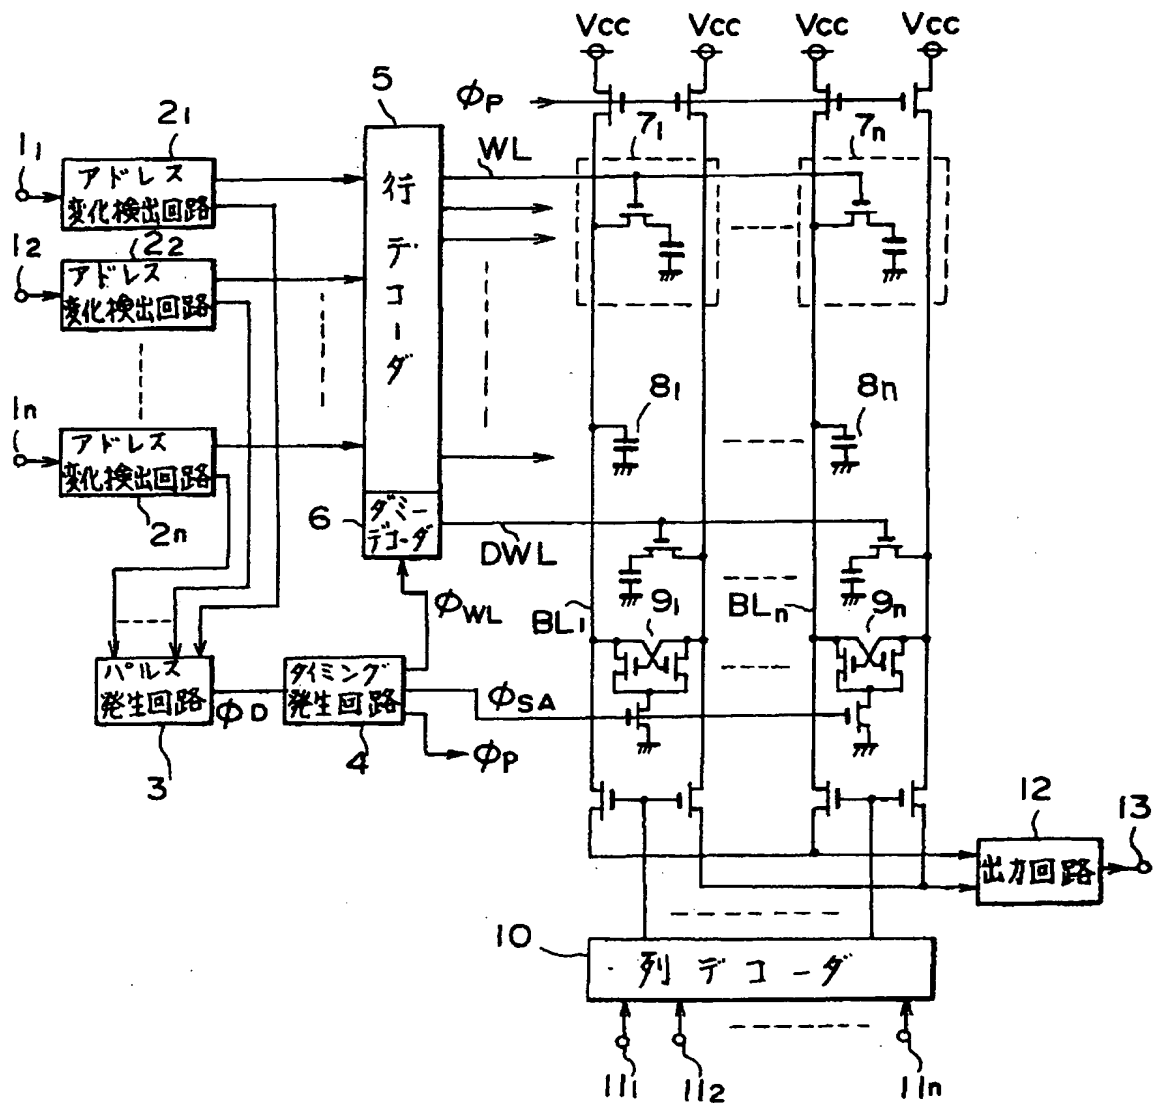 Vcc Vcc Vcc Vcc
5
φP
2₁
7₁
7n
1₁
WL
アドレス
変化検出回路
行デコーダ
1₂
2₂
アドレス
変化検出回路
8₁
8n
1n
アドレス
変化検出回路
2n
6
ダミー
デコーダ
DWL
φWL
BL₁
9₁
BLn
9n
パルス
発生回路
タイミング
発生回路
φD
φSA
3
4
φP
12
13
出力回路
10
列デコーダ
11₁
11₂
11n